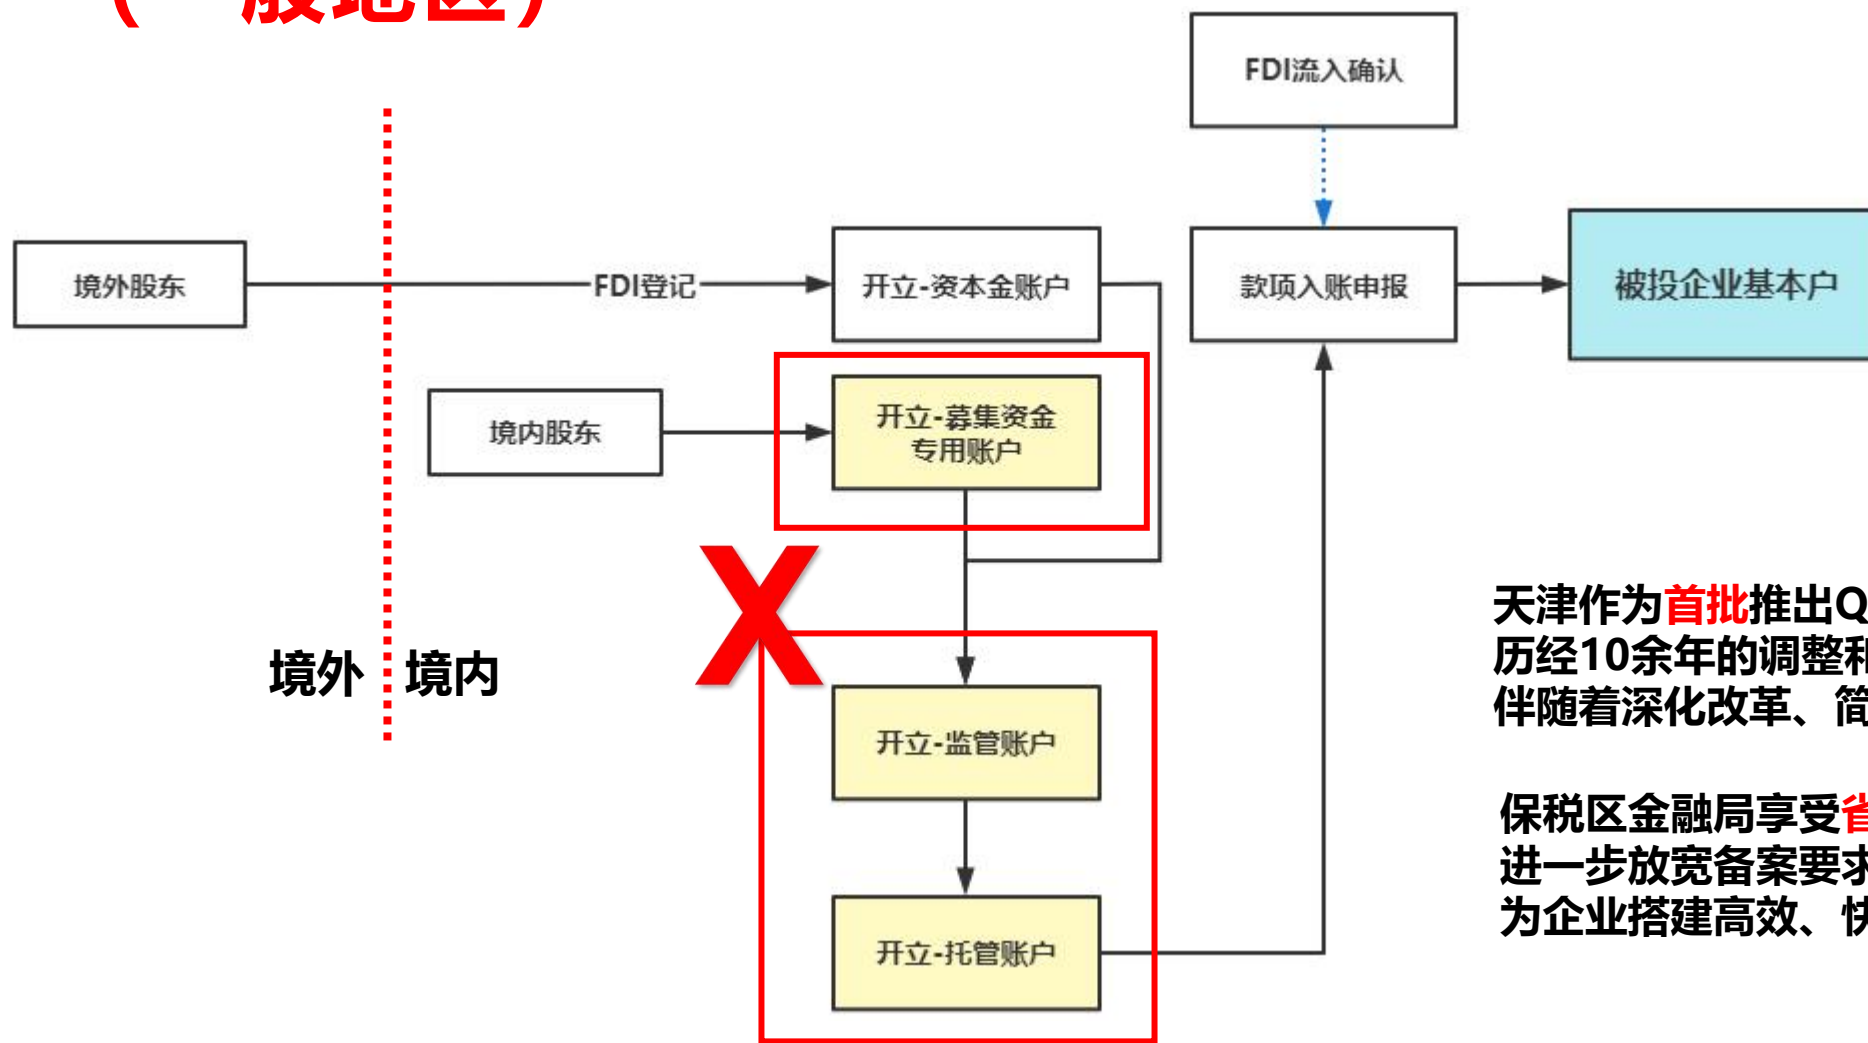 （一般地区）
FDI流入确认
境外股东
FDI登记
开立-资本金账户
款项入账申报
被投企业基本户
境内股东
开立-募集资金
专用账户
X
境外
境内
开立-监管账户
开立-托管账户
天津作为首批推出Q
历经10余年的调整和
伴随着深化改革、简
保税区金融局享受省
进一步放宽备案要求
为企业搭建高效、快